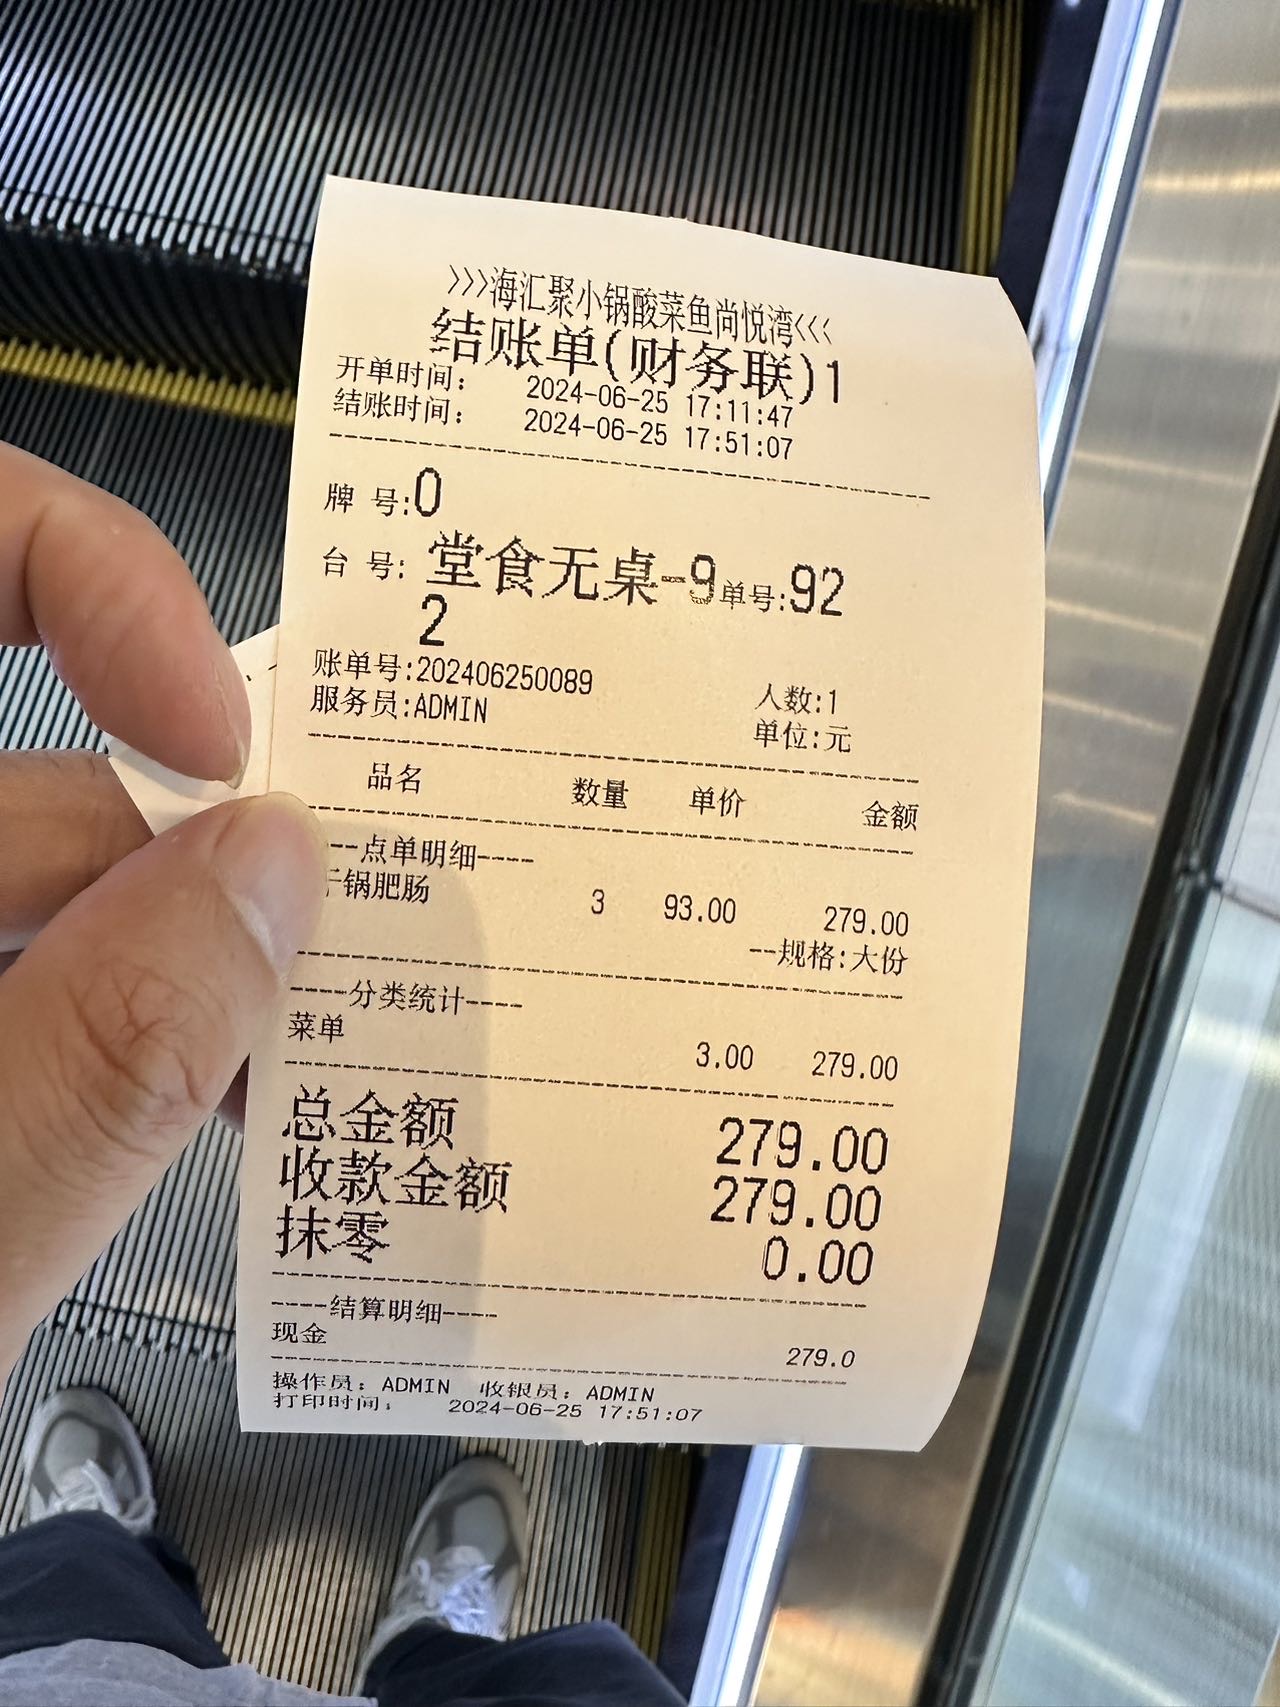 >>>海汇聚小锅酸菜鱼尚悦湾<<<
结账单(财务联)1
开单时间: 2024-06-25 17:11:47
结账时间: 2024-06-25 17:51:07
牌 号:0
台 号: 堂食无桌-9单号:92
2
账单号:202406250089 人数:1
服务员:ADMIN 单位:元
品名 数量 单价 金额
----点单明细----
锅肥肠 3 93.00 279.00
--规格:大份
----分类统计----
菜单 3.00 279.00
总金额 279.00
收款金额 279.00
抹零 0.00
----结算明细----
现金 279.0
操作员: ADMIN 收银员: ADMIN
打印时间: 2024-06-25 17:51:07